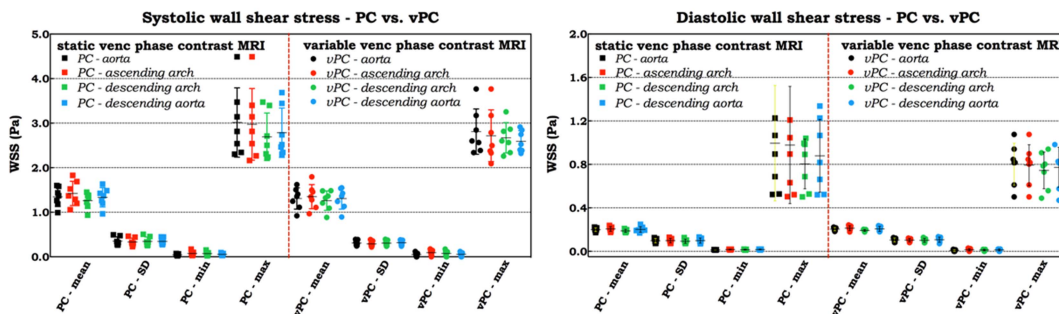 Systolic wall shear stress - PC vs. vPC
static venc phase contrast MRI
PC - aorta
PC - ascending arch
PC - descending arch
PC - descending aorta
variable venc phase contrast MRI
vPC - aorta
vPC - ascending arch
vPC - descending arch
vPC - descending aorta
WSS (Pa)
5.0
4.0
3.0
2.0
1.0
0.0
PC - mean
PC - SD
PC - min
PC - max
vPC - mean
vPC - SD
vPC - min
vPC - max
Diastolic wall shear stress - PC vs. vPC
static venc phase contrast MRI
PC - aorta
PC - ascending arch
PC - descending arch
PC - descending aorta
variable venc phase contrast MRI
vPC - aorta
vPC - ascending arch
vPC - descending arch
vPC - descending aorta
WSS (Pa)
2.0
1.6
1.2
0.8
0.4
0.0
PC - mean
PC - SD
PC - min
PC - max
vPC - mean
vPC - SD
vPC - min
vPC - max